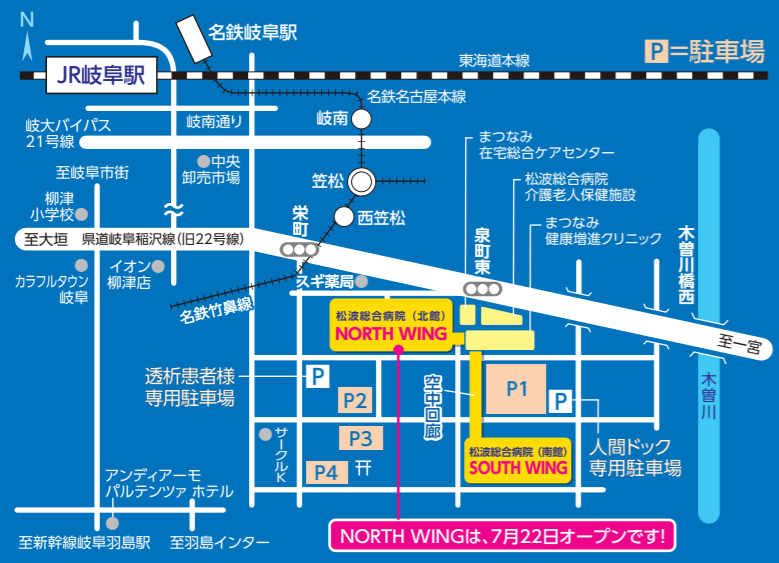 N
名鉄岐阜駅
P=駐車場
JR岐阜駅
東海道本線
名鉄名古屋本線
岐南通り
岐南
岐大バイパス
21号線
まつなみ
在宅総合ケアセンター
中央
卸売市場
至岐阜市街
笠松
松波総合病院
介護老人保健施設
柳津
小学校
栄町
西笠松
まつなみ
健康増進クリニック
泉町東
木曽川橋西
至大垣 県道岐阜稲沢線(旧22号線)
カラフルタウン
岐阜
イオン
柳津店
スギ薬局
名鉄竹鼻線
松波総合病院(北館)
NORTH WING
至一宮
透析患者様
専用駐車場
P
P2
空中回廊
P1
P
木曽川
サークルK
P3
P4
松波総合病院(南館)
SOUTH WING
人間ドック
専用駐車場
アンディアーモ
パルテンツァ ホテル
NORTH WINGは、7月22日オープンです!
至新幹線岐阜羽島駅
至羽島インター